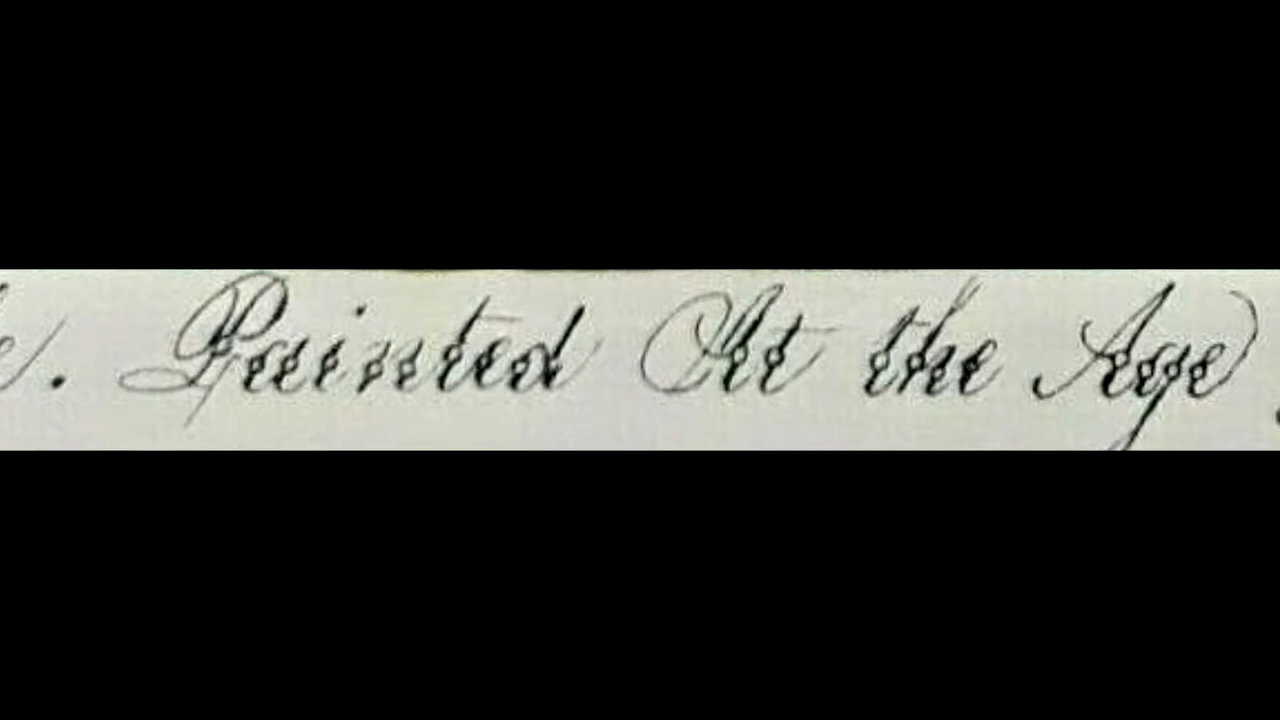 . Painted At the Age